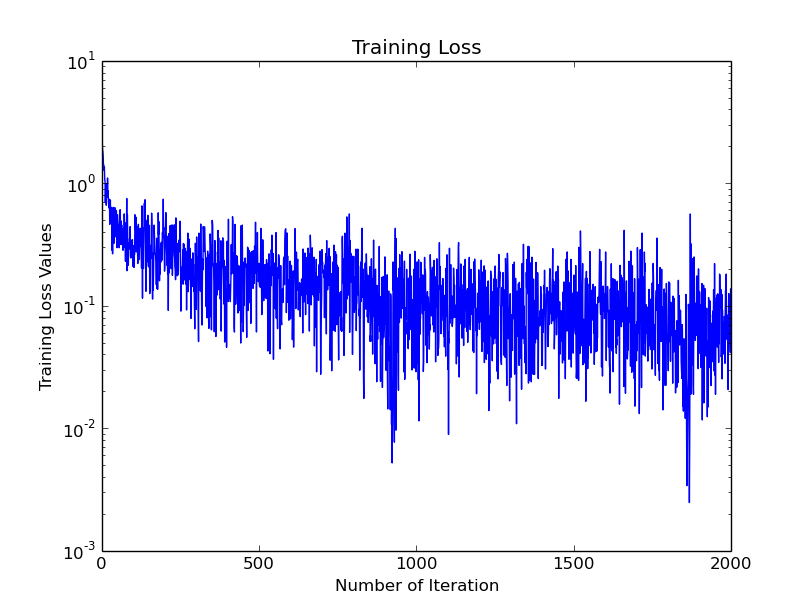 Training Loss
10^1
10^0
10^-1
10^-2
10^-3
Training Loss Values
0 500 1000 1500 2000
Number of Iteration